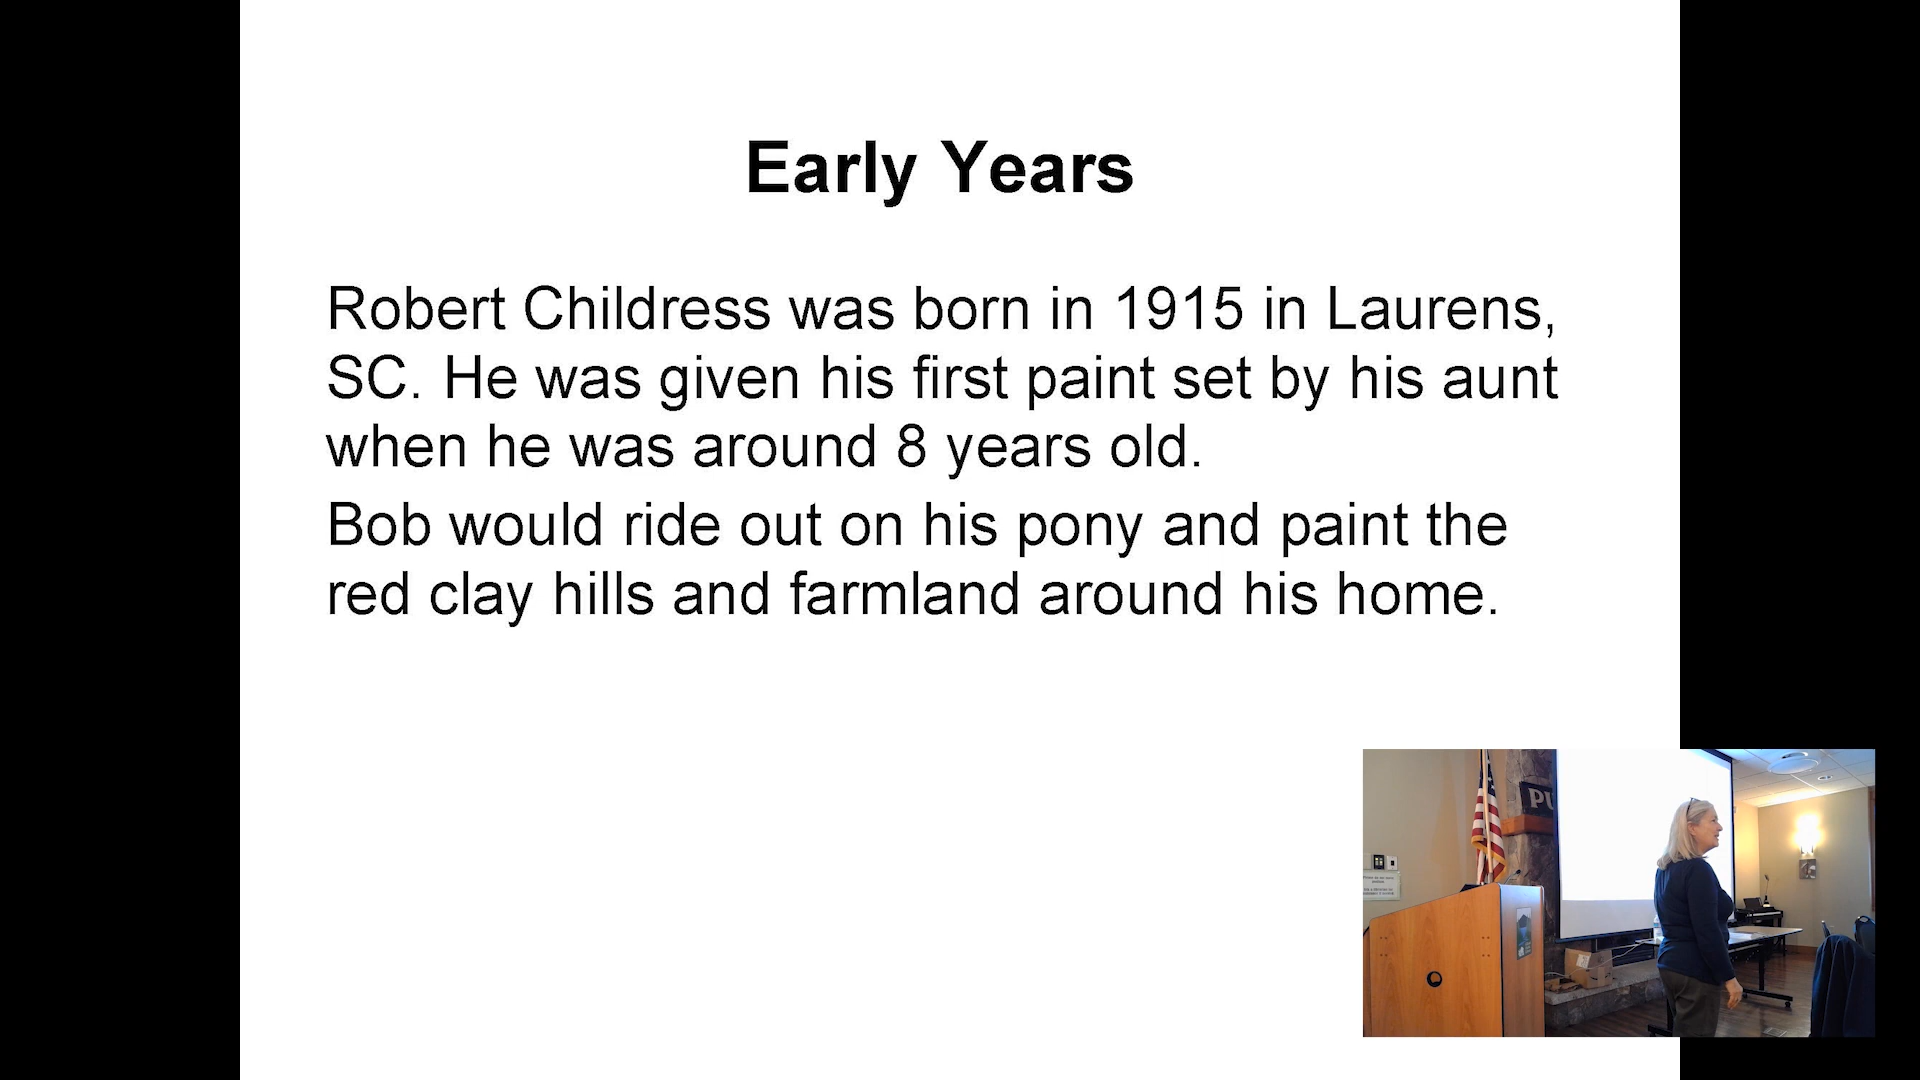 Early Years
Robert Childress was born in 1915 in Laurens,
SC. He was given his first paint set by his aunt
when he was around 8 years old.
Bob would ride out on his pony and paint the
red clay hills and farmland around his home.
PU